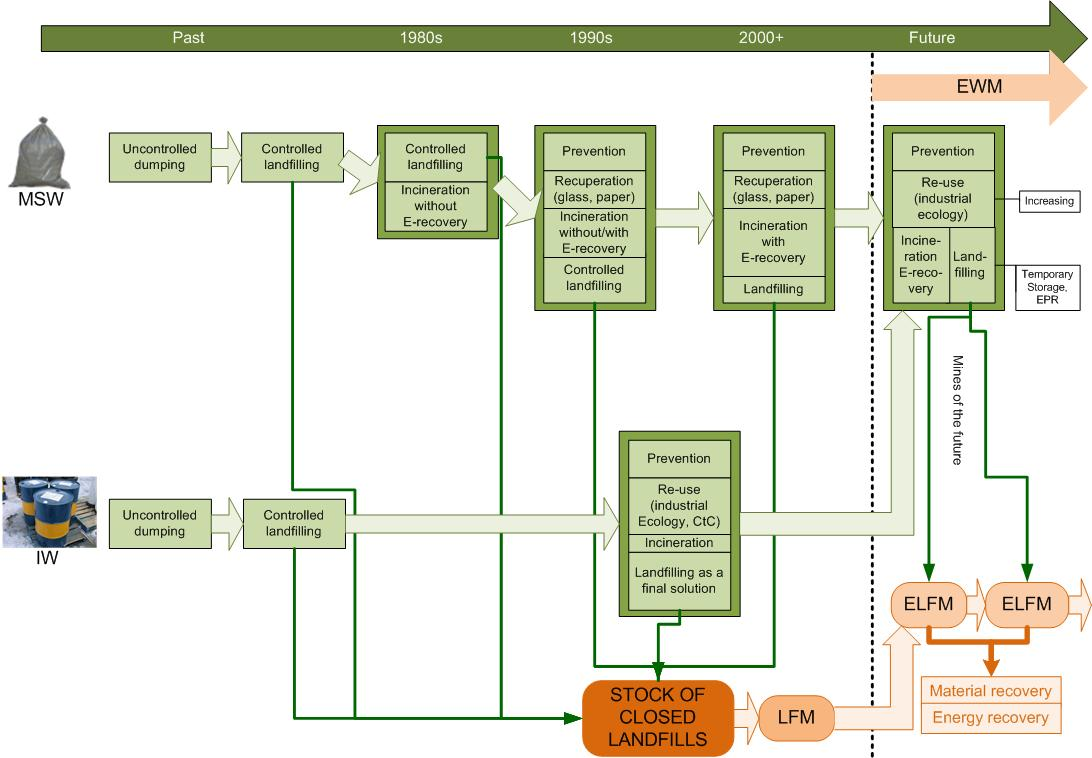 Past
1980s
1990s
2000+
Future
EWM
MSW
Uncontrolled
dumping
Controlled
landfilling
Controlled
landfilling
Incineration
without
E-recovery
Prevention
Recuperation
(glass, paper)
Incineration
without/with
E-recovery
Controlled
landfilling
Prevention
Recuperation
(glass, paper)
Incineration
with
E-recovery
Landfilling
Prevention
Re-use
(industrial
ecology)
Incine-
ration
E-reco-
very
Land-
filling
Increasing
Temporary
Storage,
EPR
Mines of the future
IW
Uncontrolled
dumping
Controlled
landfilling
Prevention
Re-use
(industrial
Ecology, CtC)
Incineration
Landfilling as a
final solution
STOCK OF
CLOSED
LANDFILLS
LFM
ELFM
ELFM
Material recovery
Energy recovery